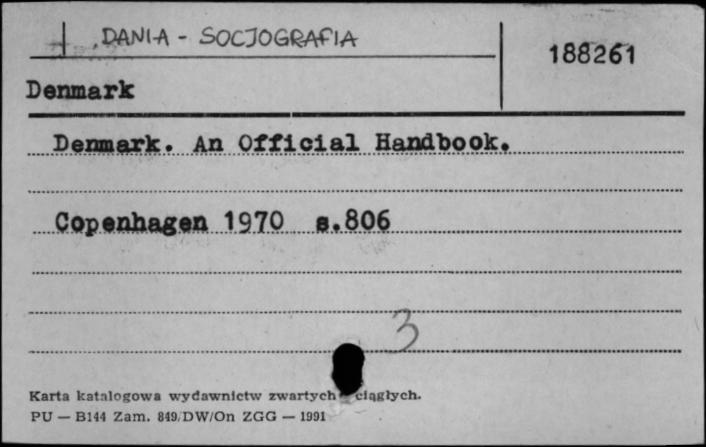 DANIA - SOCJOGRAFIA
188261
Denmark
Denmark. An Official Handbook.
Copenhagen 1970 s.806
3
Karta katalogowa wydawnictw zwartych ciągłych.
PU — B144 Zam. 849/DW/On ZGG — 1991